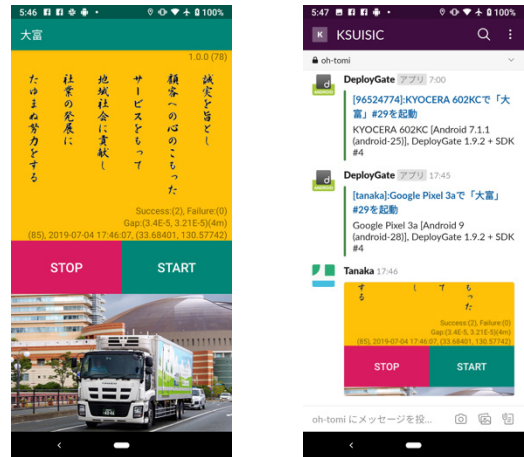 5:46
100%
大富
1.0.0 (78)
誠実を旨とし
顧客への心のこもった
サービスをもって
地域社会に貢献し
社業の発展に
たゆまぬ努力をする
Success:(2), Failure:(0)
Gap:(3.4E-5, 3.21E-5)(4m)
(85), 2019-07-04 17:46:07, (33.68401, 130.57742)
STOP
START
5:47
100%
K
KSUISIC
oh-tomi
DeployGate アプリ 7:00
[96524774]:KYOCERA 602KCで「大
富」#29を起動
KYOCERA 602KC [Android 7.1.1
(android-25)], DeployGate 1.9.2 + SDK
#4
DeployGate アプリ 17:45
[tanaka]:Google Pixel 3aで「大富」
#29を起動
Google Pixel 3a [Android 9
(android-28)], DeployGate 1.9.2 + SDK
#4
Tanaka 17:46
もった
て
し
する
Success:(2), Failure:(0)
Gap:(3.4E-5, 3.21E-5)(4m)
(85), 2019-07-04 17:46:07, (33.68401, 130.57742)
STOP
START
oh-tomi にメッセージを投...